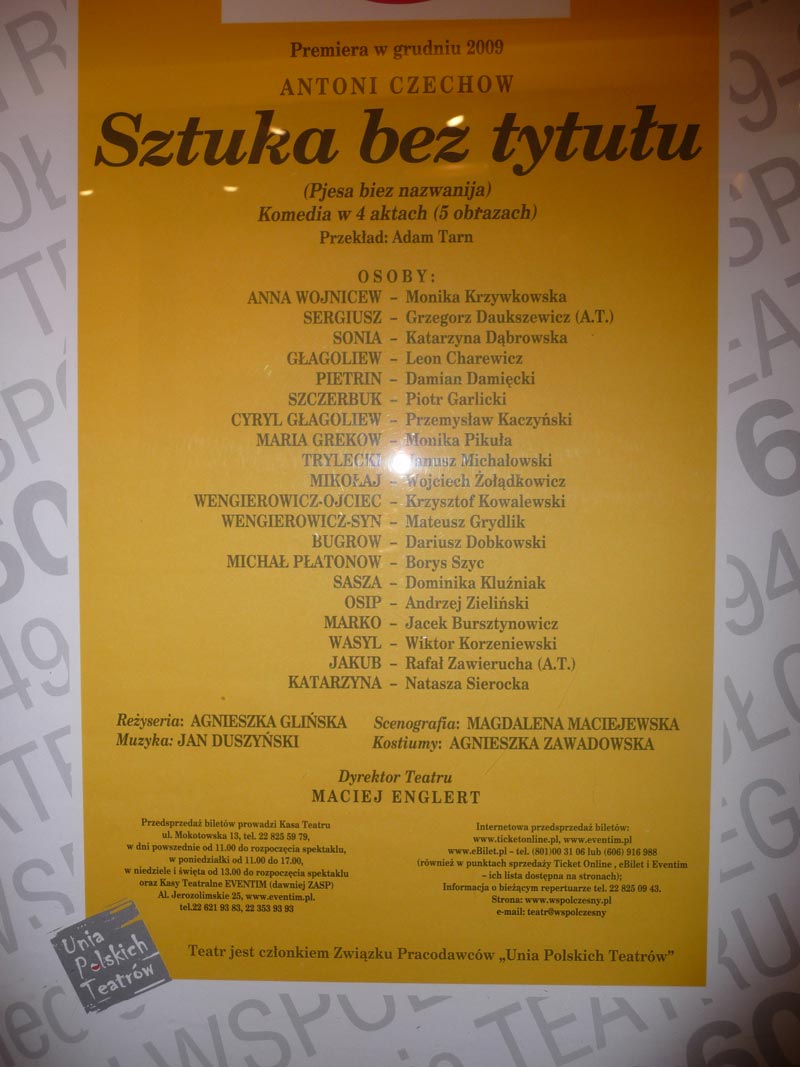 Premiera w grudniu 2009
ANTONI CZECHOW
Sztuka bez tytułu
(Pjesa biez nazwanija)
Komedia w 4 aktach (5 obrazach)
Przekład: Adam Tarn
OSOBY:
ANNA WOJNICEW – Monika Krzywkowska
SERGIUSZ – Grzegorz Daukszewicz (A.T.)
SONIA – Katarzyna Dąbrowska
GŁAGOLIEW – Leon Charewicz
PIETRIN – Damian Damięcki
SZCZERBUK – Piotr Garlicki
CYRYL GŁAGOLIEW – Przemysław Kaczyński
MARIA GREKOW – Monika Pikuła
TRYLECKI – Janusz Michalowski
MIKOŁAJ – Wojciech Żołądkowicz
WENGIEROWICZ-OJCIEC – Krzysztof Kowalewski
WENGIEROWICZ-SYN – Mateusz Grydlik
BUGROW – Dariusz Dobkowski
MICHAŁ PŁATONOW – Borys Szyc
SASZA – Dominika Kluźniak
OSIP – Andrzej Zieliński
MARKO – Jacek Bursztynowicz
WASYL – Wiktor Korzeniewski
JAKUB – Rafał Zawierucha (A.T.)
KATARZYNA – Natasza Sierocka
Reżyseria: AGNIESZKA GLIŃSKA
Muzyka: JAN DUSZYŃSKI
Scenografia: MAGDALENA MACIEJEWSKA
Kostiumy: AGNIESZKA ZAWADOWSKA
Dyrektor Teatru
MACIEJ ENGLERT
Przedsprzedaż biletów prowadzi Kasa Teatru
ul. Mokotowska 13, tel. 22 825 59 79,
w dni powszednie od 11.00 do rozpoczęcia spektaklu,
w poniedziałki od 11.00 do 17.00,
w niedziele i święta od 13.00 do rozpoczęcia spektaklu
oraz Kasy Teatralne EVENTIM (dawniej ZASP)
Al. Jerozolimskie 25, www.eventim.pl.
tel.22 621 93 83, 22 353 93 93
Internetowa przedsprzedaż biletów:
www.ticketonline.pl, www.eventim.pl
www.eBilet.pl – tel. (801)00 31 06 lub (606) 916 988
(również w punktach sprzedaży Ticket Online , eBilet i Eventim
– ich lista dostępna na stronach);
Informacja o bieżącym repertuarze tel. 22 825 09 43.
Strona: www.wspolczesny.pl
e-mail: teatr@wspolczesny
Unia
Polskich
Teatrów
Teatr jest członkiem Związku Pracodawców „Unia Polskich Teatrów”